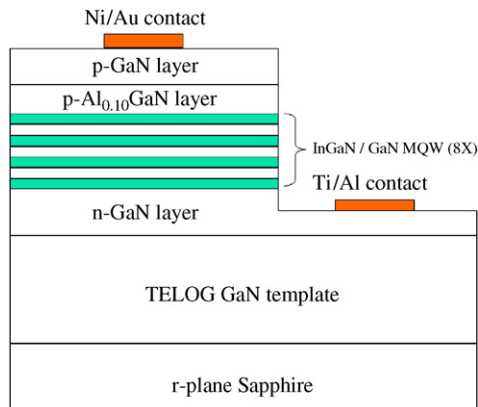 Ni/Au contact
p-GaN layer
p-Al₀.₁₀GaN layer
InGaN / GaN MQW (8X)
Ti/Al contact
n-GaN layer
TELOG GaN template
r-plane Sapphire